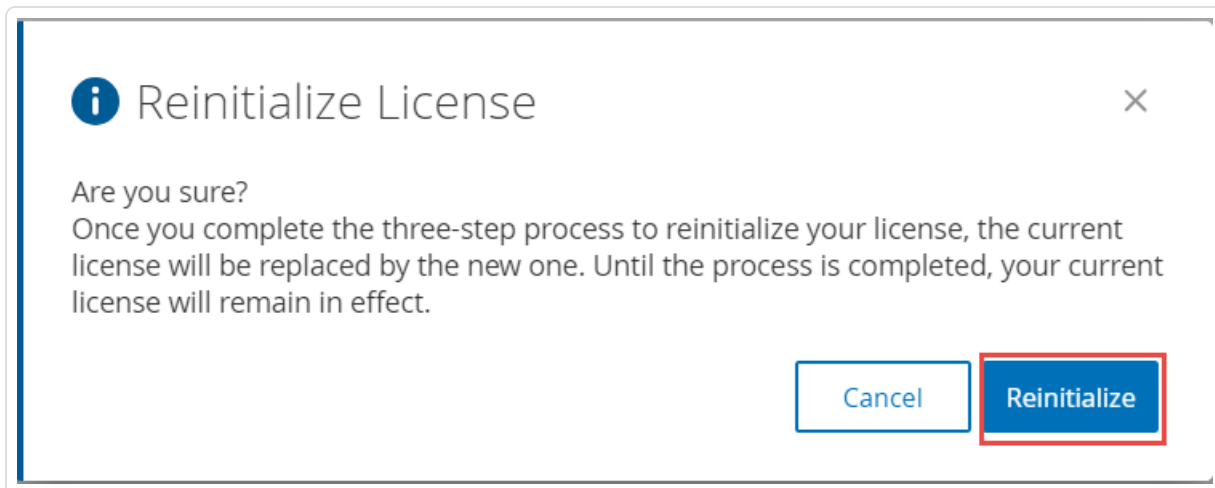 Reinitialize License
Are you sure?
Once you complete the three-step process to reinitialize your license, the current
license will be replaced by the new one. Until the process is completed, your current
license will remain in effect.
Cancel Reinitialize